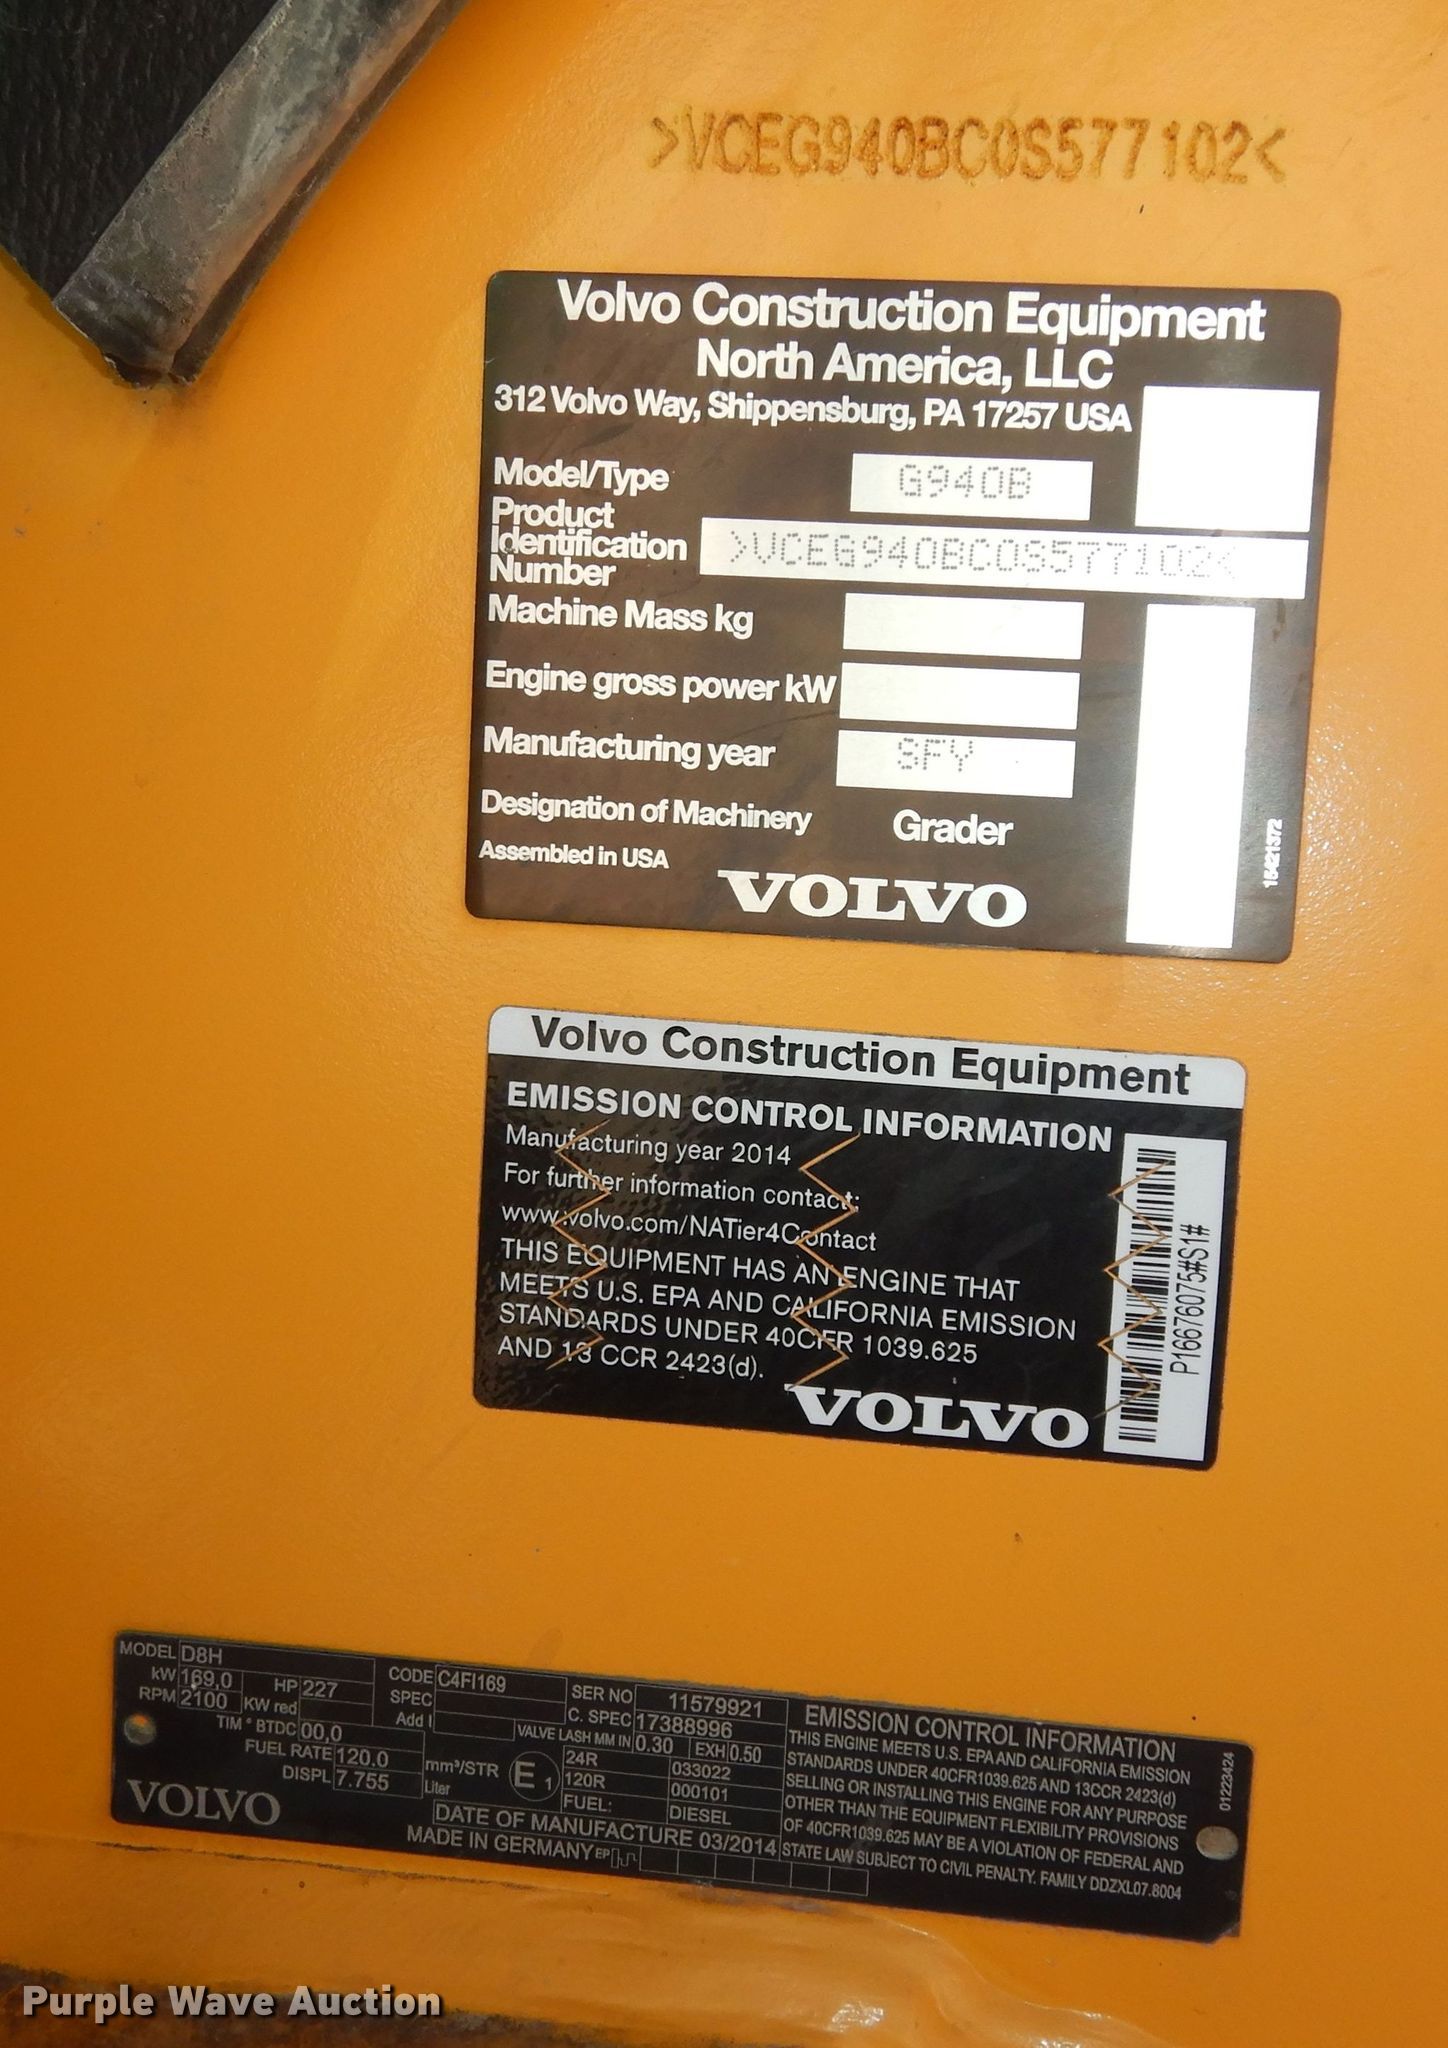 >VCEG940BC0S577102<
Volvo Construction Equipment
North America, LLC
312 Volvo Way, Shippensburg, PA 17257 USA
Model/Type G940B
Product
Identification
Number >VCEG940BC0S577102<
Machine Mass kg
Engine gross power kW
Manufacturing year SFY
Designation of Machinery Grader
Assembled in USA
VOLVO
15421372
Volvo Construction Equipment
EMISSION CONTROL INFORMATION
Manufacturing year 2014
For further information contact:
www.volvo.com/NATier4Contact
THIS EQUIPMENT HAS AN ENGINE THAT
MEETS U.S. EPA AND CALIFORNIA EMISSION
STANDARDS UNDER 40CFR 1039.625
AND 13 CCR 2423(d).
VOLVO
P16676075#S1#
MODEL D8H
kW 169,0 HP 227
RPM 2100 KW red
TIM ° BTDC 00,0
FUEL RATE 120.0 mm³/STR
DISPL 7.755 Liter
VOLVO
CODE C4FI169
SPEC
Add I
SER NO 11579921
C. SPEC 17388996
VALVE LASH MM IN 0.30 EXH 0.50
E1
24R 033022
120R 000101
FUEL: DIESEL
DATE OF MANUFACTURE 03/2014
MADE IN GERMANY EP
EMISSION CONTROL INFORMATION
THIS ENGINE MEETS U.S. EPA AND CALIFORNIA EMISSION
STANDARDS UNDER 40CFR1039.625 AND 13CCR 2423(d)
SELLING OR INSTALLING THIS ENGINE FOR ANY PURPOSE
OTHER THAN THE EQUIPMENT FLEXIBILITY PROVISIONS
OF 40CFR1039.625 MAY BE A VIOLATION OF FEDERAL AND
STATE LAW SUBJECT TO CIVIL PENALTY. FAMILY DDZXL07.8004
01223424
Purple Wave Auction